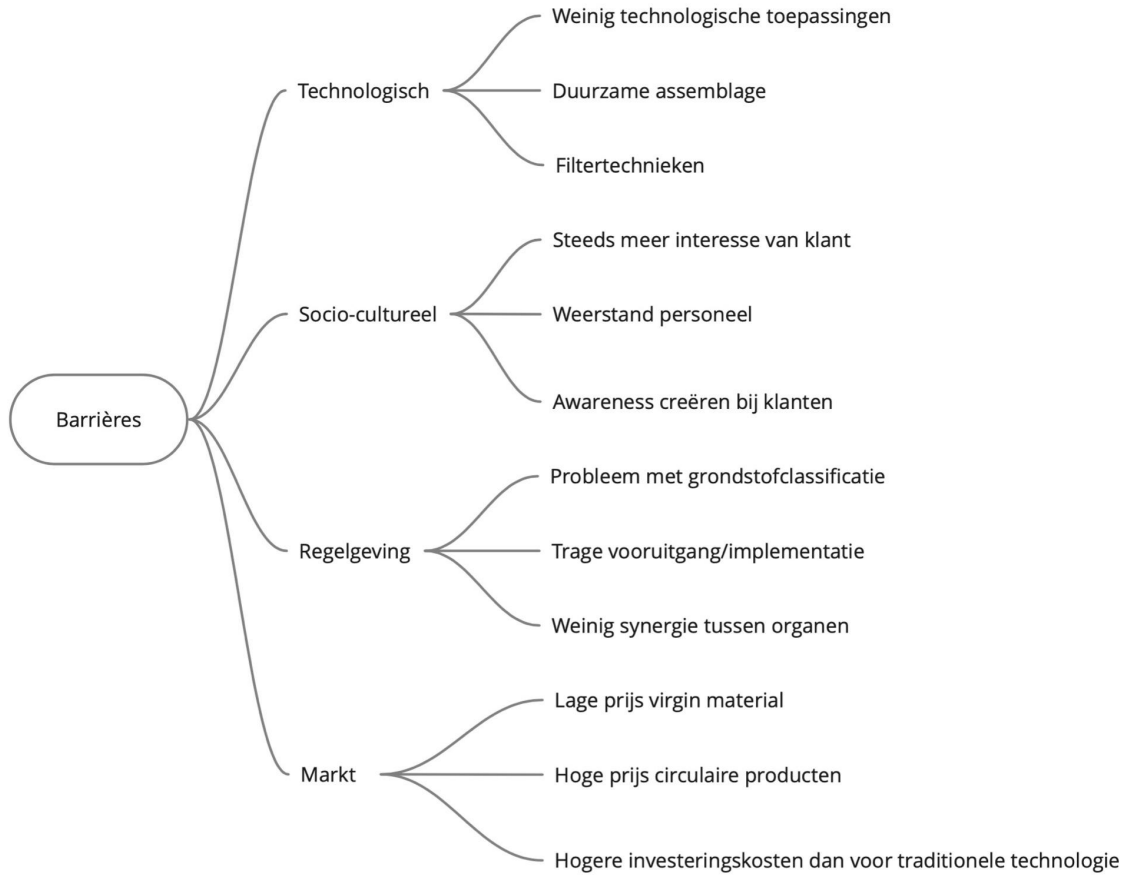 Barrières
Technologisch
Weinig technologische toepassingen
Duurzame assemblage
Filtertechnieken
Socio-cultureel
Steeds meer interesse van klant
Weerstand personeel
Awareness creëren bij klanten
Regelgeving
Probleem met grondstofclassificatie
Trage vooruitgang/implementatie
Weinig synergie tussen organen
Markt
Lage prijs virgin material
Hoge prijs circulaire producten
Hogere investeringskosten dan voor traditionele technologie